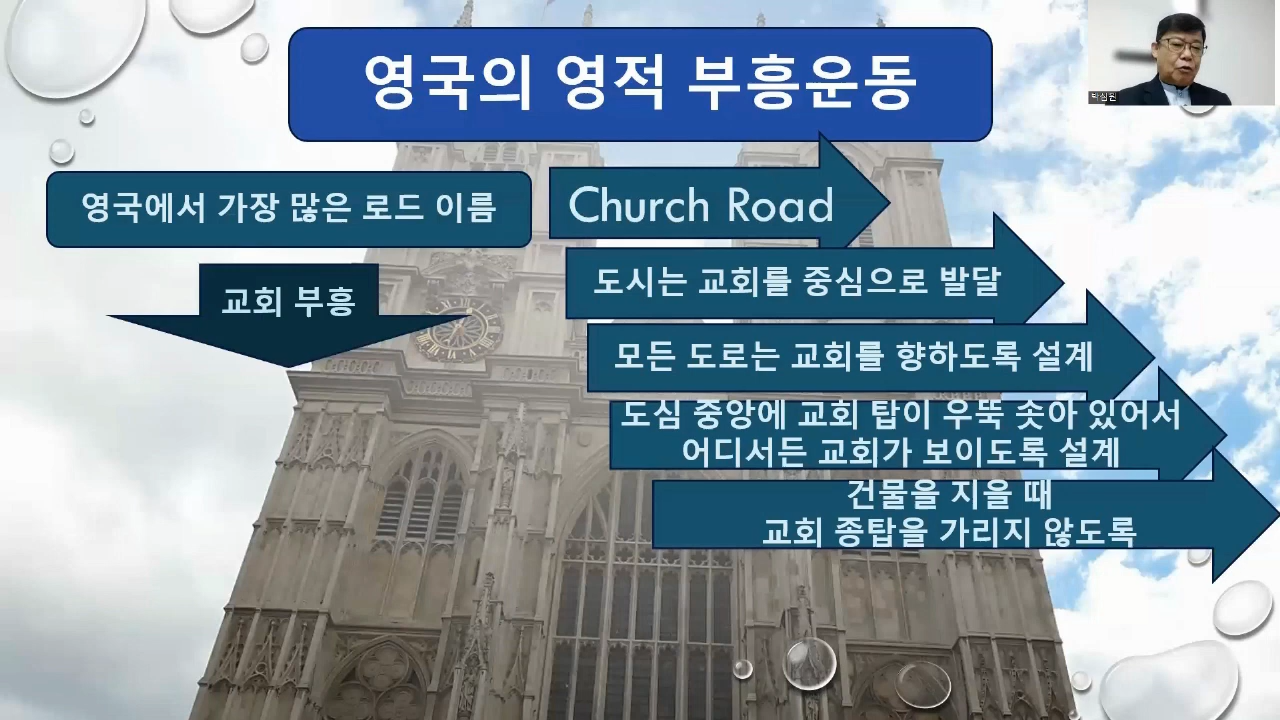 영국의 영적 부흥운동
박심원
영국에서 가장 많은 로드 이름
Church Road
교회 부흥
도시는 교회를 중심으로 발달
모든 도로는 교회를 향하도록 설계
도심 중앙에 교회 탑이 우뚝 솟아 있어서
어디서든 교회가 보이도록 설계
건물을 지을 때
교회 종탑을 가리지 않도록